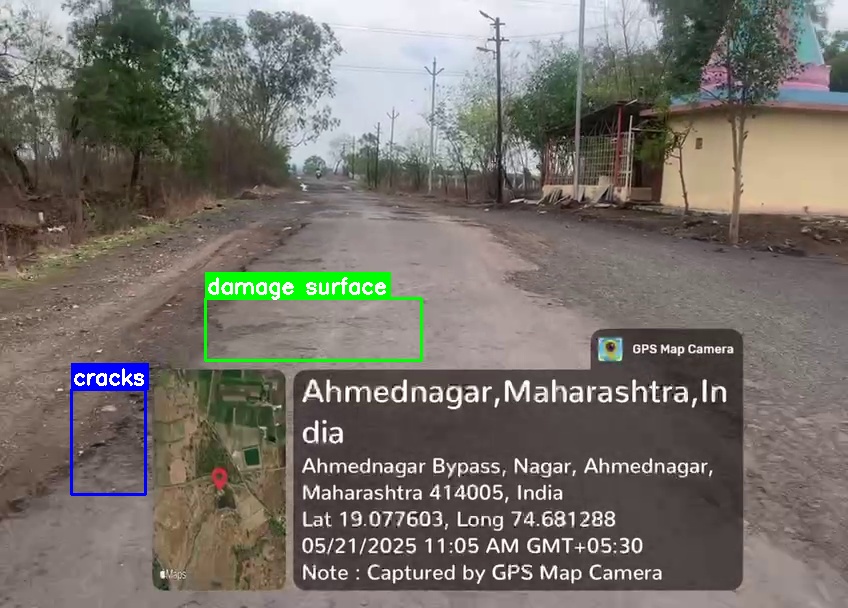 damage surface
GPS Map Camera
cracks
Ahmednagar,Maharashtra,In
dia
Ahmednagar Bypass, Nagar, Ahmednagar,
Maharashtra 414005, India
Lat 19.077603, Long 74.681288
05/21/2025 11:05 AM GMT+05:30
Note : Captured by GPS Map Camera
Maps